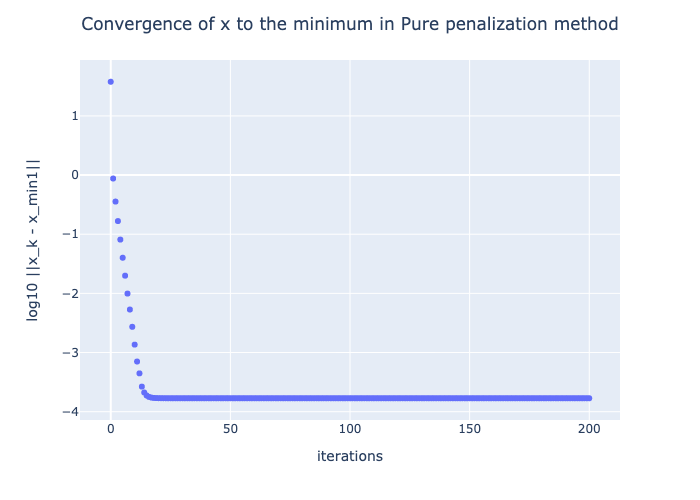 Convergence of x to the minimum in Pure penalization method
log10 ||x_k - x_min1||
1
0
−1
−2
−3
−4
0 50 100 150 200
iterations